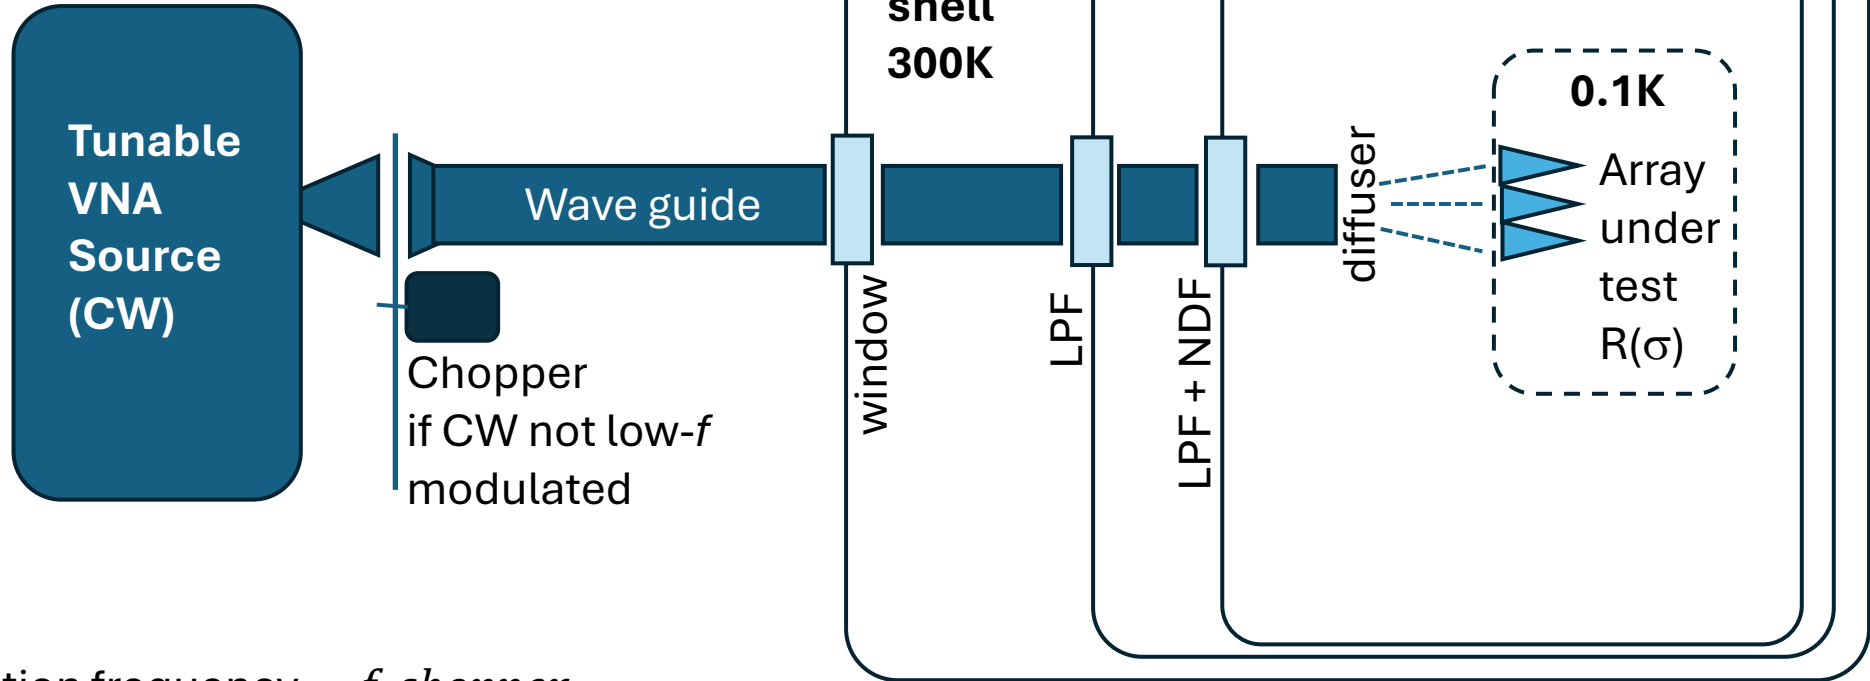 shell
300K
Tunable
VNA
Source
(CW)
Wave guide
Chopper
if CW not low-f
modulated
window
LPF
LPF + NDF
diffuser
0.1K
Array
under
test
R(σ)
frequency